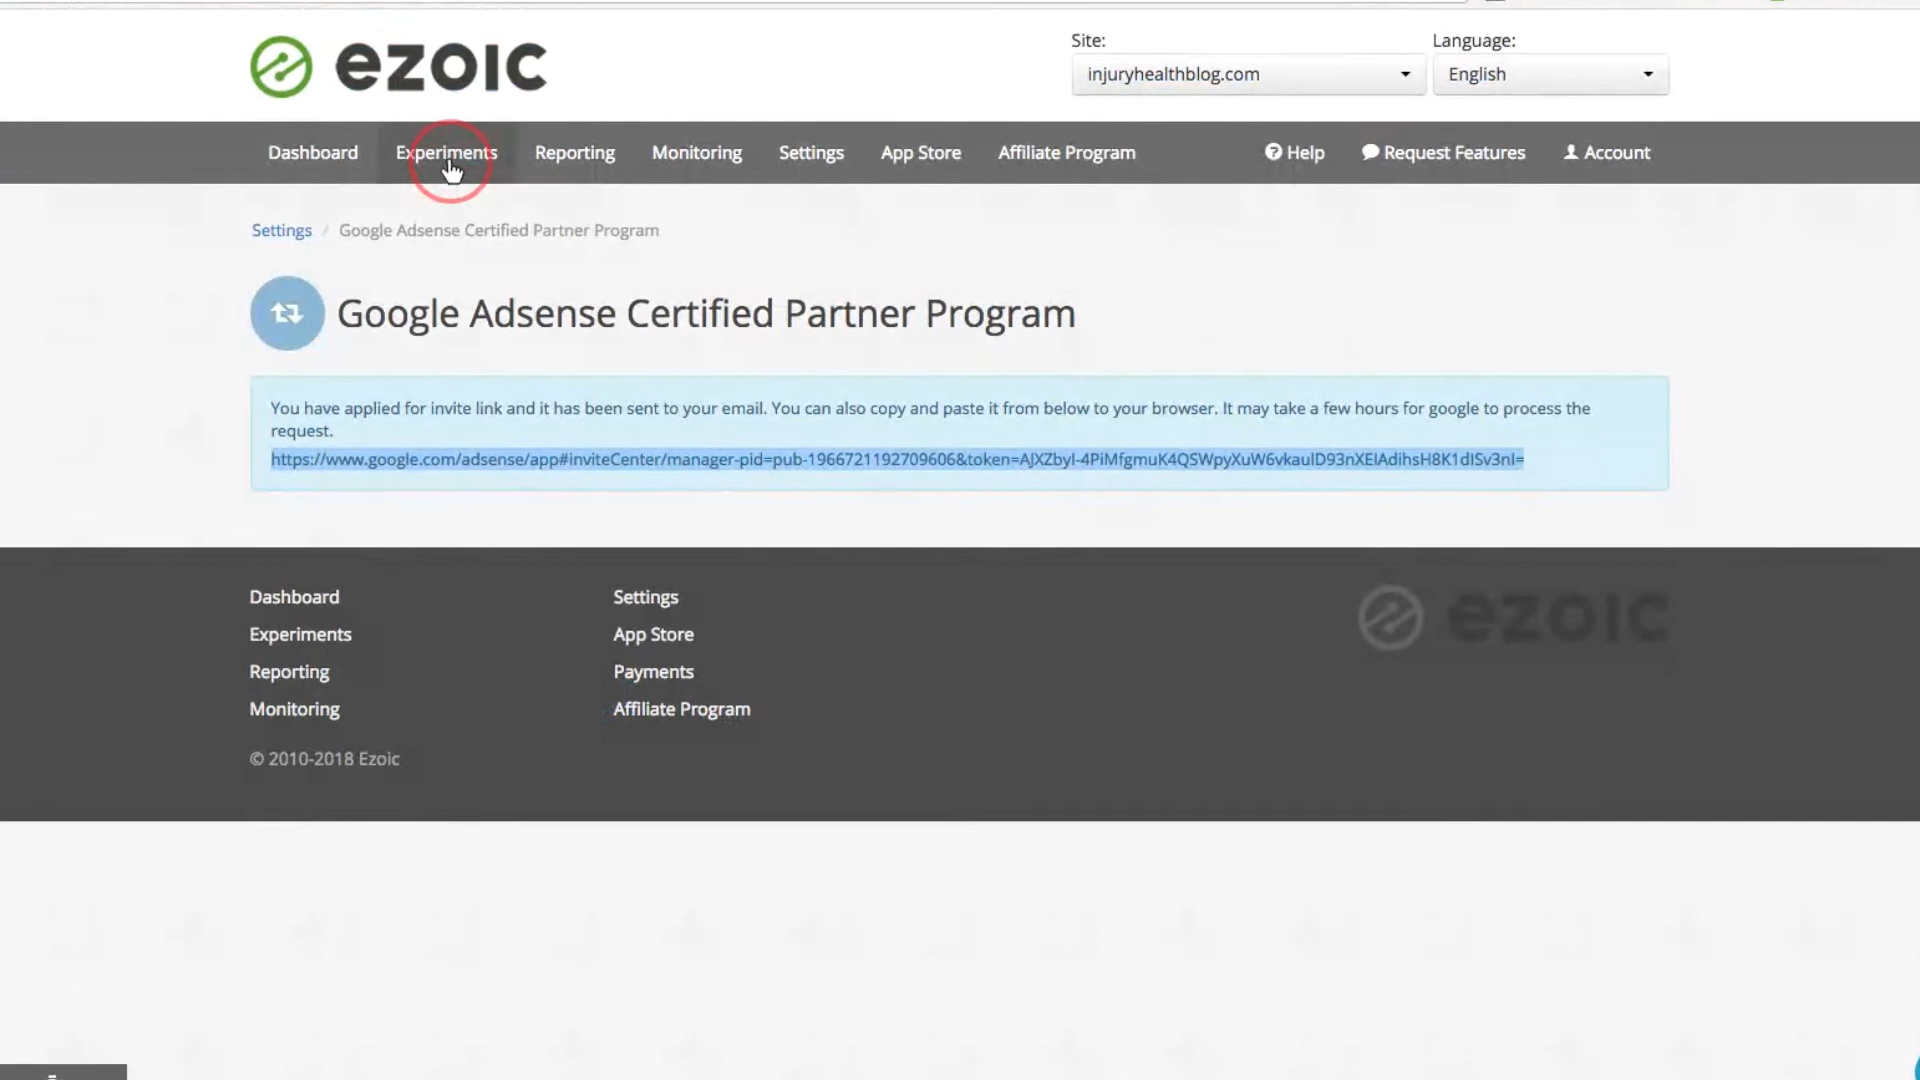 ezoic
Site:
Language:
injuryhealthblog.com
English
Dashboard Experiments Reporting Monitoring Settings App Store Affiliate Program Help Request Features Account
Settings / Google Adsense Certified Partner Program
Google Adsense Certified Partner Program
You have applied for invite link and it has been sent to your email. You can also copy and paste it from below to your browser. It may take a few hours for google to process the
request.
https://www.google.com/adsense/app#inviteCenter/manager-pid=pub-1966721192709606&token=AJXZbyI-4PiMfgmuK4QSWpyXuW6vkaulD93nXEIAdihsH8K1dISv3nI=
Dashboard
Experiments
Reporting
Monitoring
Settings
App Store
Payments
Affiliate Program
ezoic
© 2010-2018 Ezoic